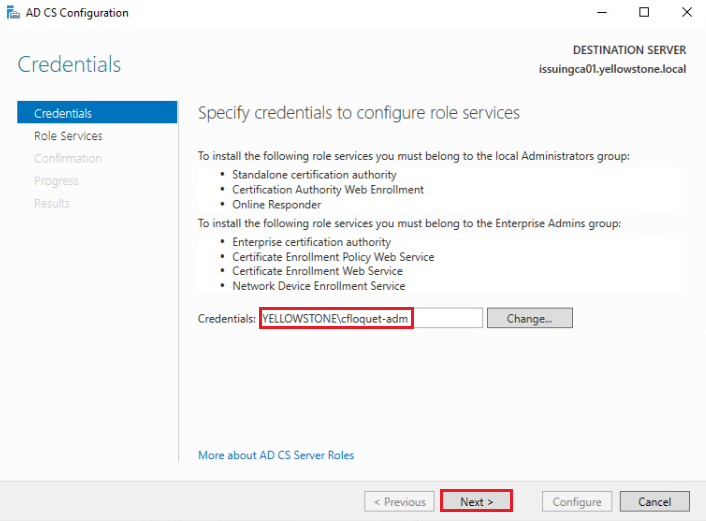 AD CS Configuration
DESTINATION SERVER
issuingca01.yellowstone.local
Credentials
Credentials
Role Services
Confirmation
Progress
Results
Specify credentials to configure role services
To install the following role services you must belong to the local Administrators group:
• Standalone certification authority
• Certification Authority Web Enrollment
• Online Responder
To install the following role services you must belong to the Enterprise Admins group:
• Enterprise certification authority
• Certificate Enrollment Policy Web Service
• Certificate Enrollment Web Service
• Network Device Enrollment Service
Credentials: YELLOWSTONE\cfloquet-adm Change...
More about AD CS Server Roles
< Previous Next > Configure Cancel